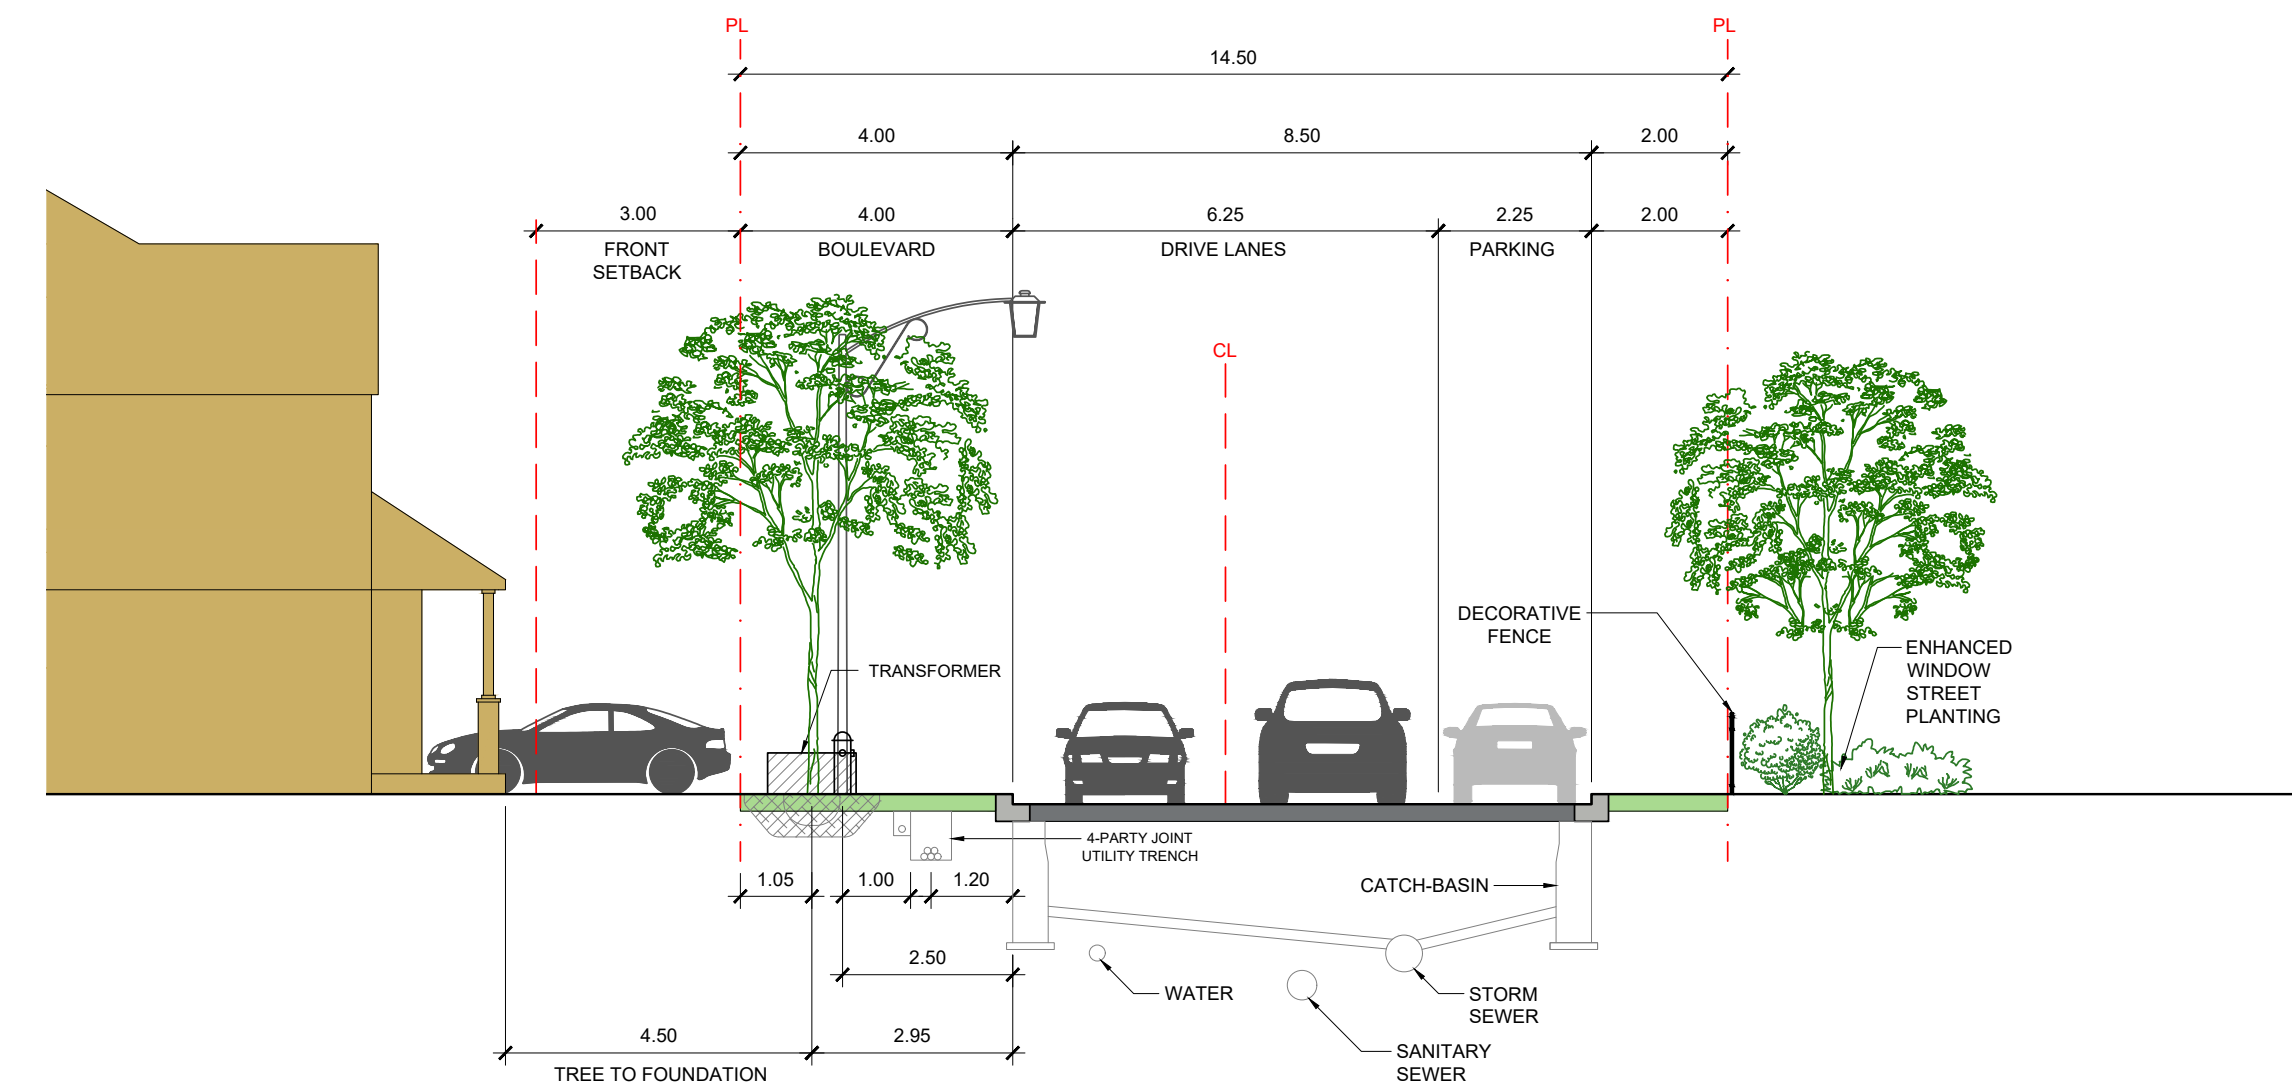 PL
PL
14.50
4.00
8.50
2.00
3.00
4.00
6.25
2.25
2.00
FRONT
SETBACK
BOULEVARD
DRIVE LANES
PARKING
CL
DECORATIVE
FENCE
ENHANCED
WINDOW
STREET
PLANTING
TRANSFORMER
4-PARTY JOINT
UTILITY TRENCH
1.05
1.00
1.20
CATCH-BASIN
2.50
WATER
STORM
SEWER
4.50
2.95
SANITARY
SEWER
TREE TO FOUNDATION